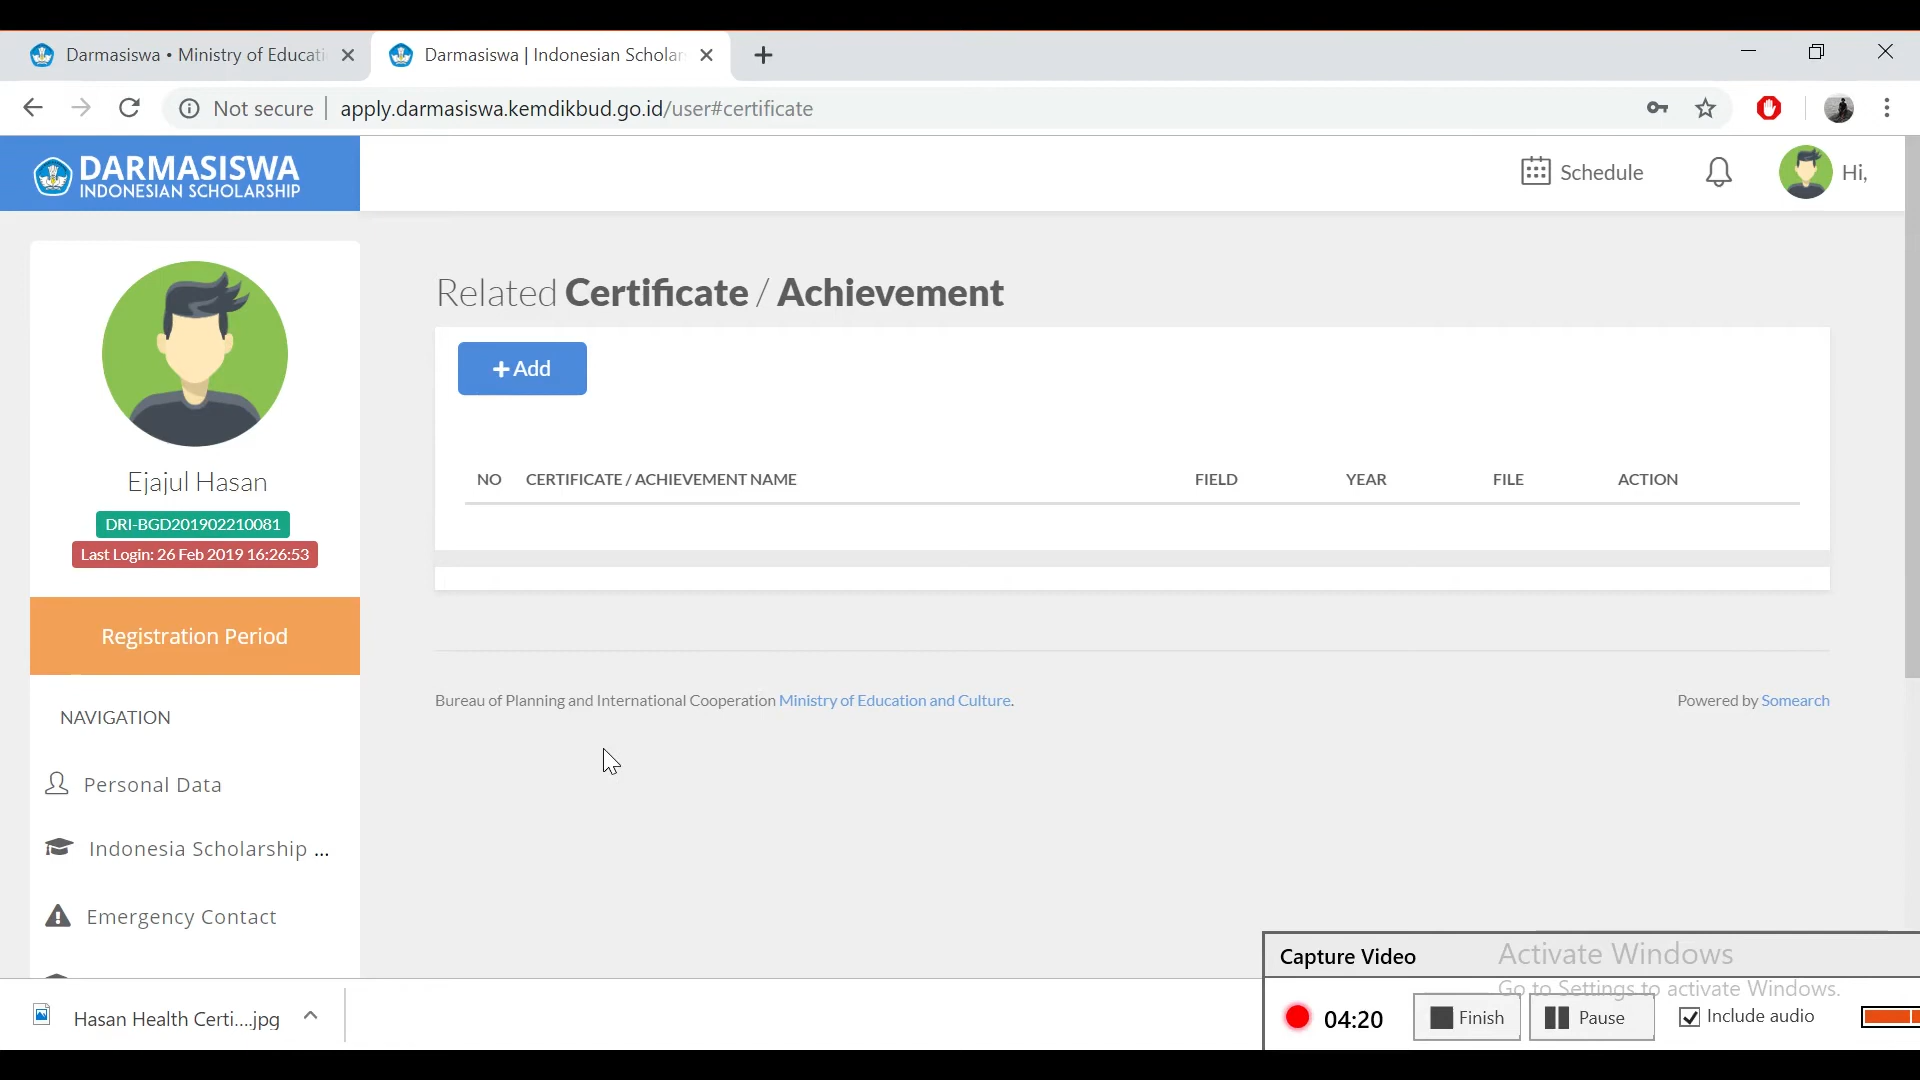 Darmasiswa • Ministry of Educati
Darmasiswa | Indonesian Scholar
Not secure
apply.darmasiswa.kemdikbud.go.id/user#certificate
DARMASISWA
INDONESIAN SCHOLARSHIP
Schedule
Hi,
Ejajul Hasan
DRI-BGD201902210081
Last Login: 26 Feb 2019 16:26:53
Registration Period
NAVIGATION
Personal Data
Indonesia Scholarship ...
Emergency Contact
Related Certificate / Achievement
+ Add
NO CERTIFICATE / ACHIEVEMENT NAME FIELD YEAR FILE ACTION
Bureau of Planning and International Cooperation Ministry of Education and Culture.
Powered by Somearch
Hasan Health Certi....jpg
Capture Video
Activate Windows
Go to Settings to activate Windows.
04:20
Finish
Pause
Include audio